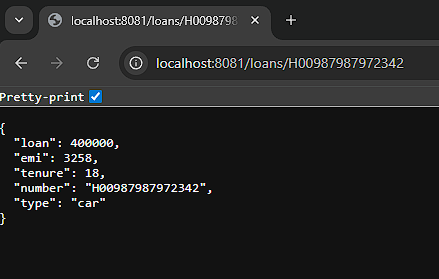 localhost:8081/loans/H0098798
localhost:8081/loans/H00987987972342
Pretty-print
{
  "loan": 400000,
  "emi": 3258,
  "tenure": 18,
  "number": "H00987987972342",
  "type": "car"
}